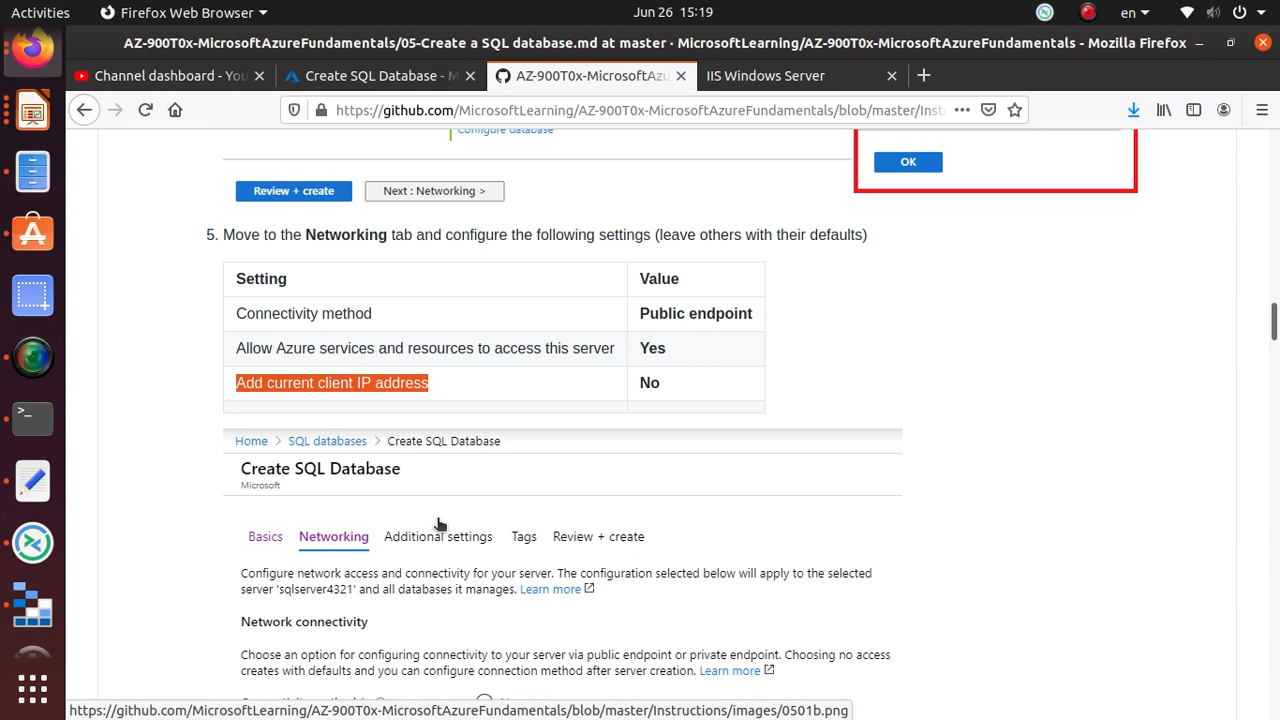 Activities
Firefox Web Browser
Jun 26 15:19
en
AZ-900T0x-MicrosoftAzureFundamentals/05-Create a SQL database.md at master · MicrosoftLearning/AZ-900T0x-MicrosoftAzureFundamentals - Mozilla Firefox
Channel dashboard - You
Create SQL Database - M
AZ-900T0x-MicrosoftAzu
IIS Windows Server
https://github.com/MicrosoftLearning/AZ-900T0x-MicrosoftAzureFundamentals/blob/master/Instr
Configure database
OK
Review + create
Next : Networking >
5. Move to the Networking tab and configure the following settings (leave others with their defaults)
Setting Value
Connectivity method Public endpoint
Allow Azure services and resources to access this server Yes
Add current client IP address No
Home > SQL databases > Create SQL Database
Create SQL Database
Microsoft
Basics Networking Additional settings Tags Review + create
Configure network access and connectivity for your server. The configuration selected below will apply to the selected
server 'sqlserver4321' and all databases it manages. Learn more
Network connectivity
Choose an option for configuring connectivity to your server via public endpoint or private endpoint. Choosing no access
creates with defaults and you can configure connection method after server creation. Learn more
https://github.com/MicrosoftLearning/AZ-900T0x-MicrosoftAzureFundamentals/blob/master/Instructions/images/0501b.png